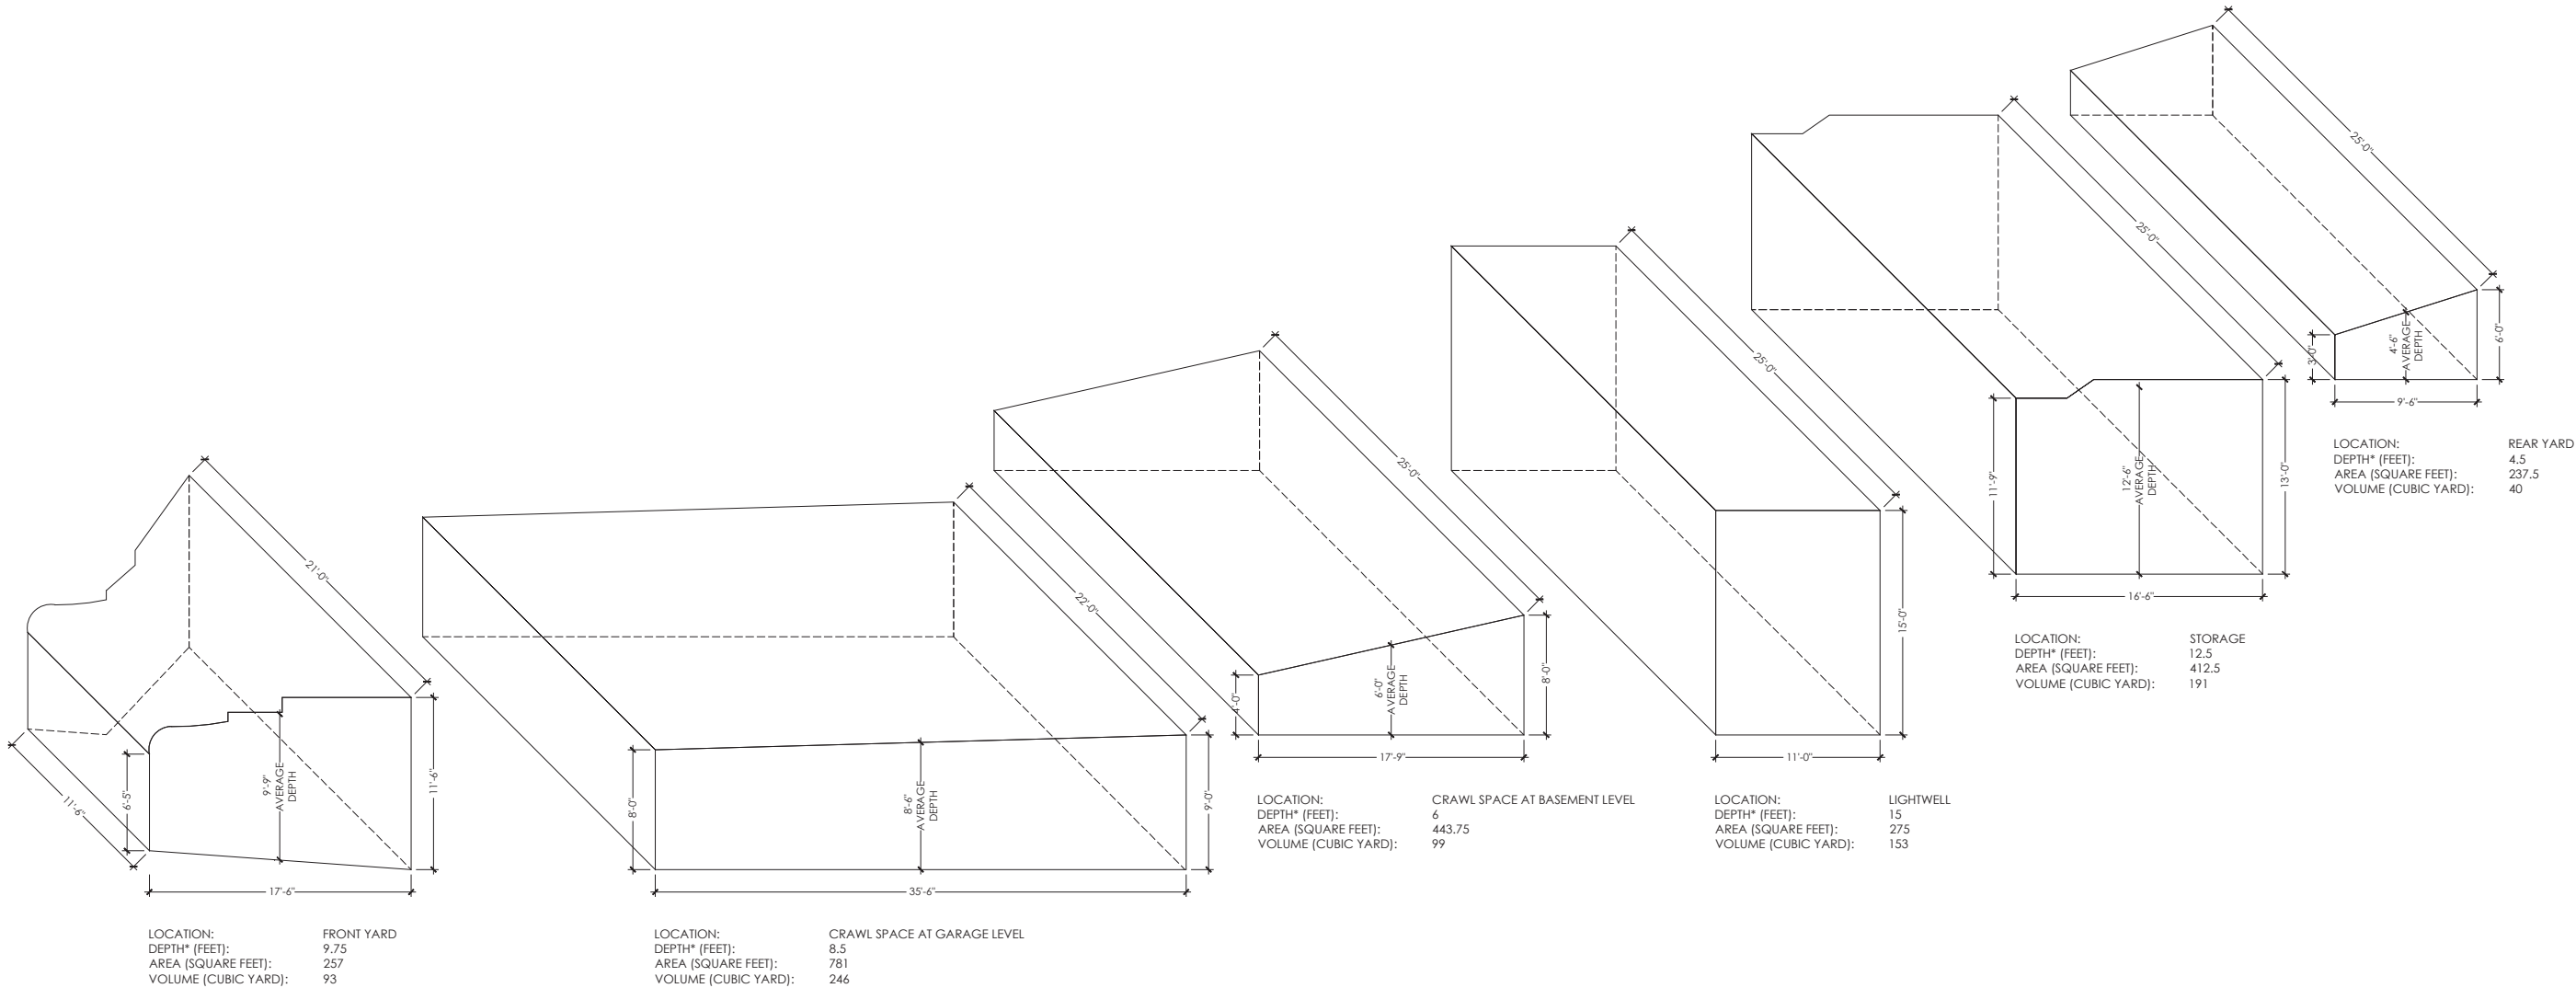 21'-0"
11'-6"
6'-5"
9'-9"
AVERAGE
DEPTH
11'-6"
17'-6"
LOCATION: FRONT YARD
DEPTH* (FEET): 9.75
AREA (SQUARE FEET): 257
VOLUME (CUBIC YARD): 93
22'-0"
8'-0"
8'-6"
AVERAGE
DEPTH
9'-0"
35'-6"
LOCATION: CRAWL SPACE AT GARAGE LEVEL
DEPTH* (FEET): 8.5
AREA (SQUARE FEET): 781
VOLUME (CUBIC YARD): 246
25'-0"
4'-0"
6'-0"
AVERAGE
DEPTH
8'-0"
17'-9"
LOCATION: CRAWL SPACE AT BASEMENT LEVEL
DEPTH* (FEET): 6
AREA (SQUARE FEET): 443.75
VOLUME (CUBIC YARD): 99
25'-0"
15'-0"
11'-0"
LOCATION: LIGHTWELL
DEPTH* (FEET): 15
AREA (SQUARE FEET): 275
VOLUME (CUBIC YARD): 153
25'-0"
11'-9"
12'-6"
AVERAGE
DEPTH
13'-0"
16'-6"
LOCATION: STORAGE
DEPTH* (FEET): 12.5
AREA (SQUARE FEET): 412.5
VOLUME (CUBIC YARD): 191
25'-0"
3'-0"
4'-6"
AVERAGE
DEPTH
6'-0"
9'-6"
LOCATION: REAR YARD
DEPTH* (FEET): 4.5
AREA (SQUARE FEET): 237.5
VOLUME (CUBIC YARD): 40